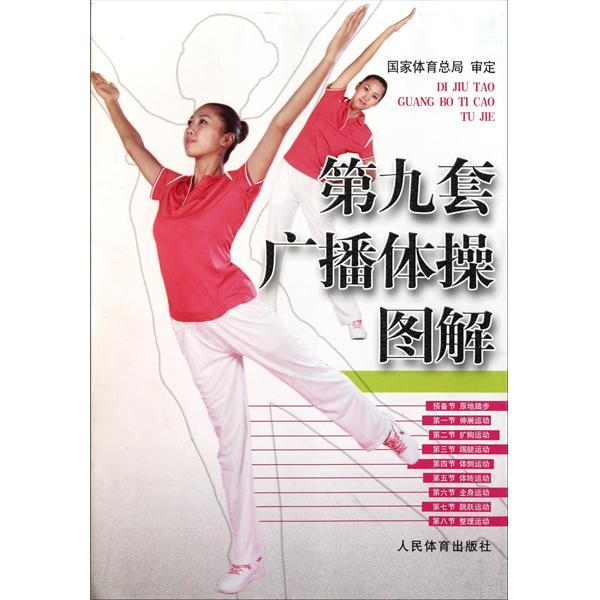 国家体育总局 审定
DI JIU TAO
GUANG BO TI CAO
TU JIE
第九套
广播体操
图解
预备节 原地踏步
第一节 伸展运动
第二节 扩胸运动
第三节 踢腿运动
第四节 体侧运动
第五节 体转运动
第六节 全身运动
第七节 跳跃运动
第八节 整理运动
人民体育出版社